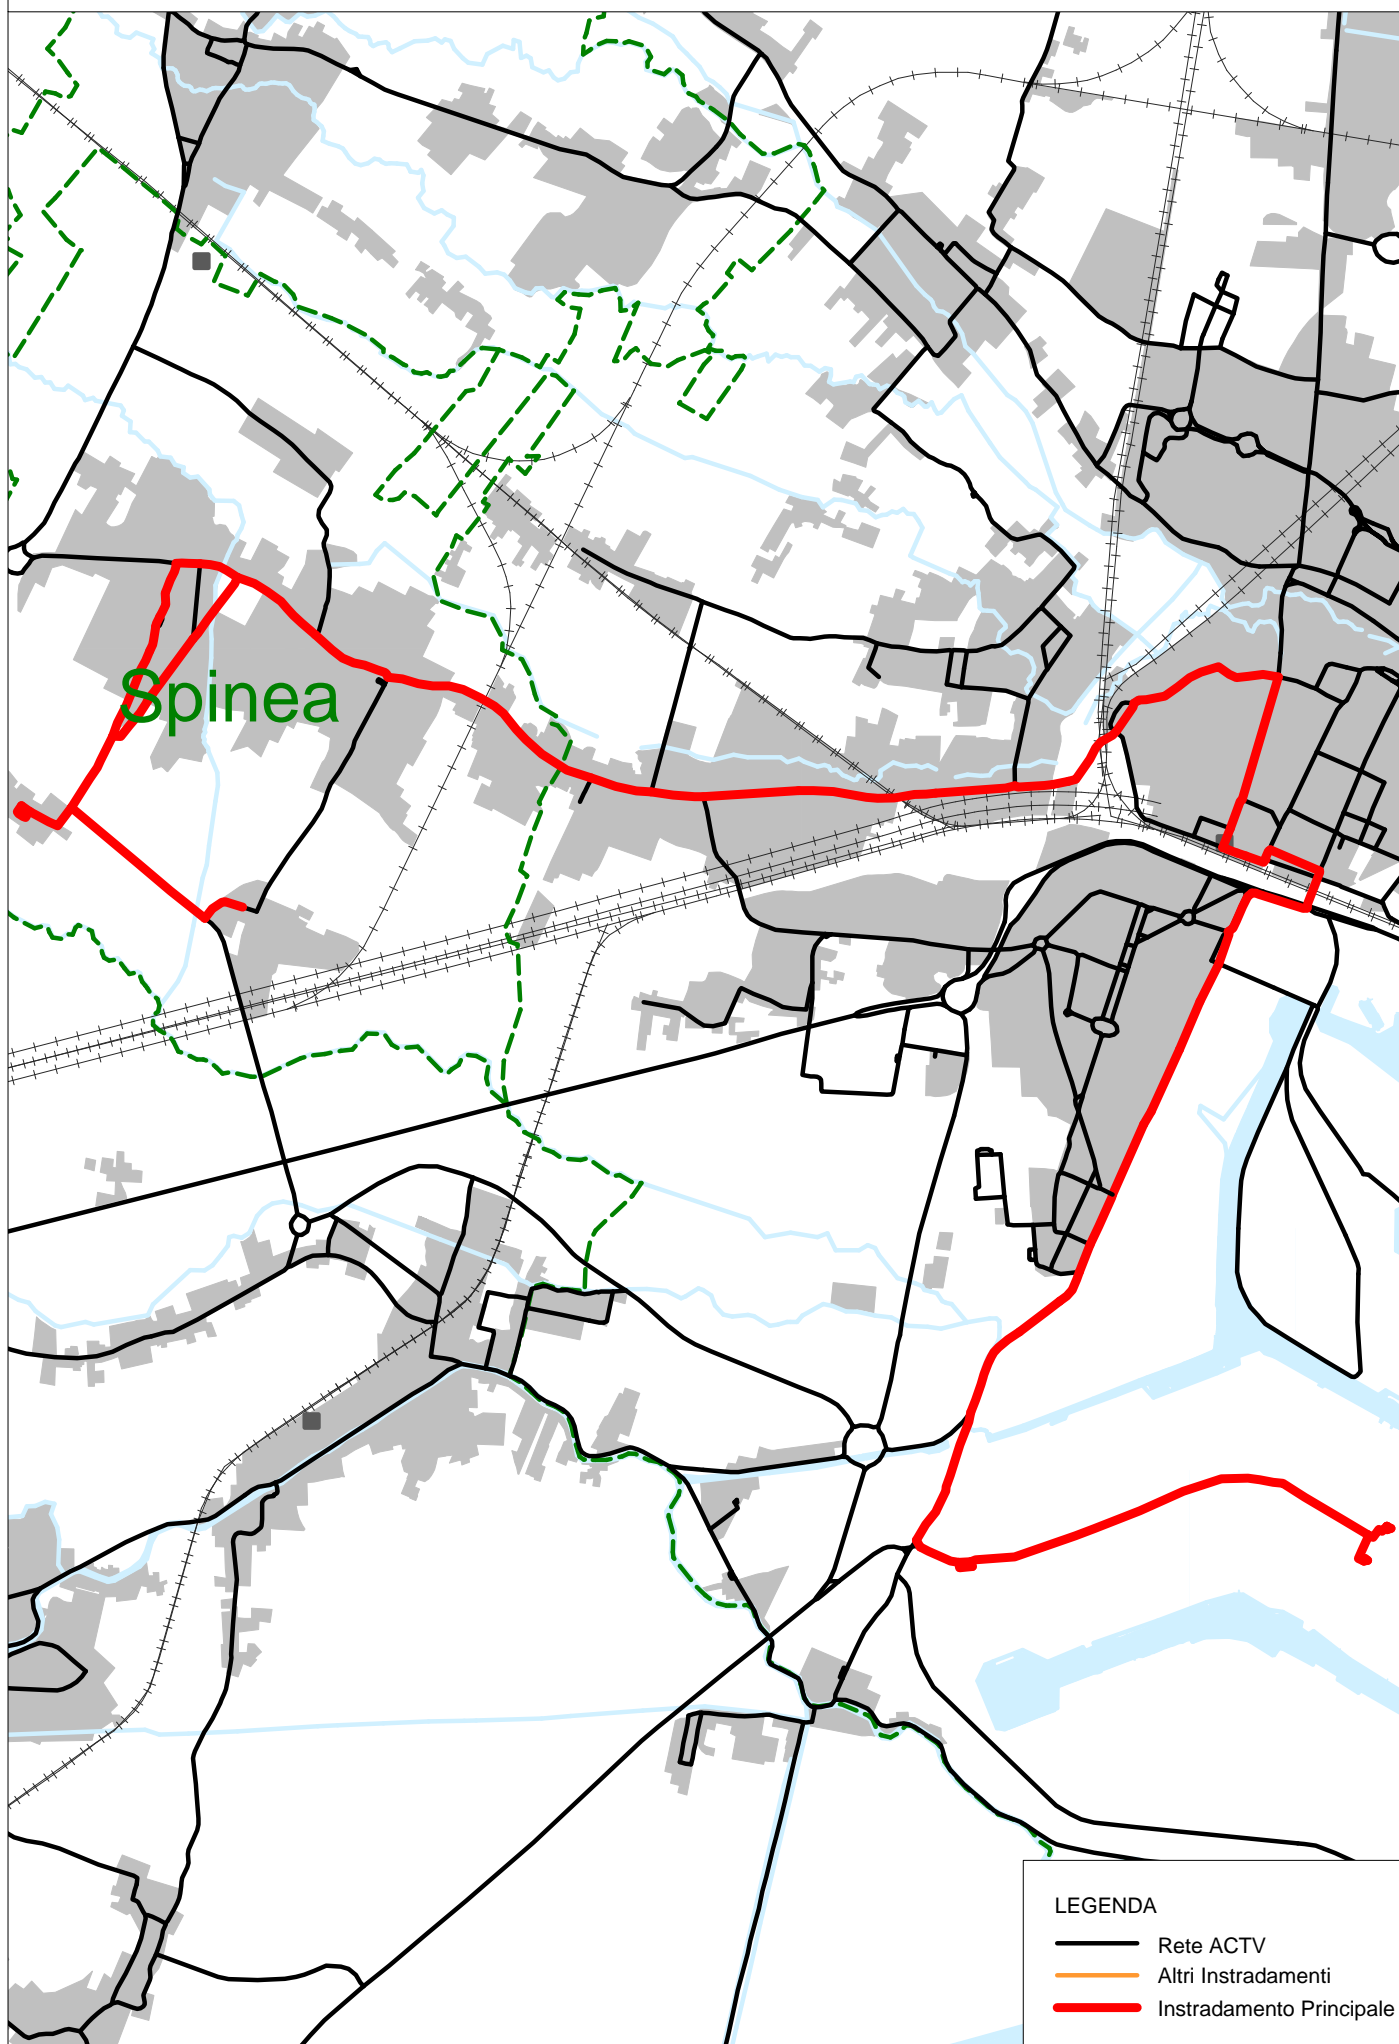 Spinea
LEGENDA
Rete ACTV
Altri Instradamenti
Instradamento Principale